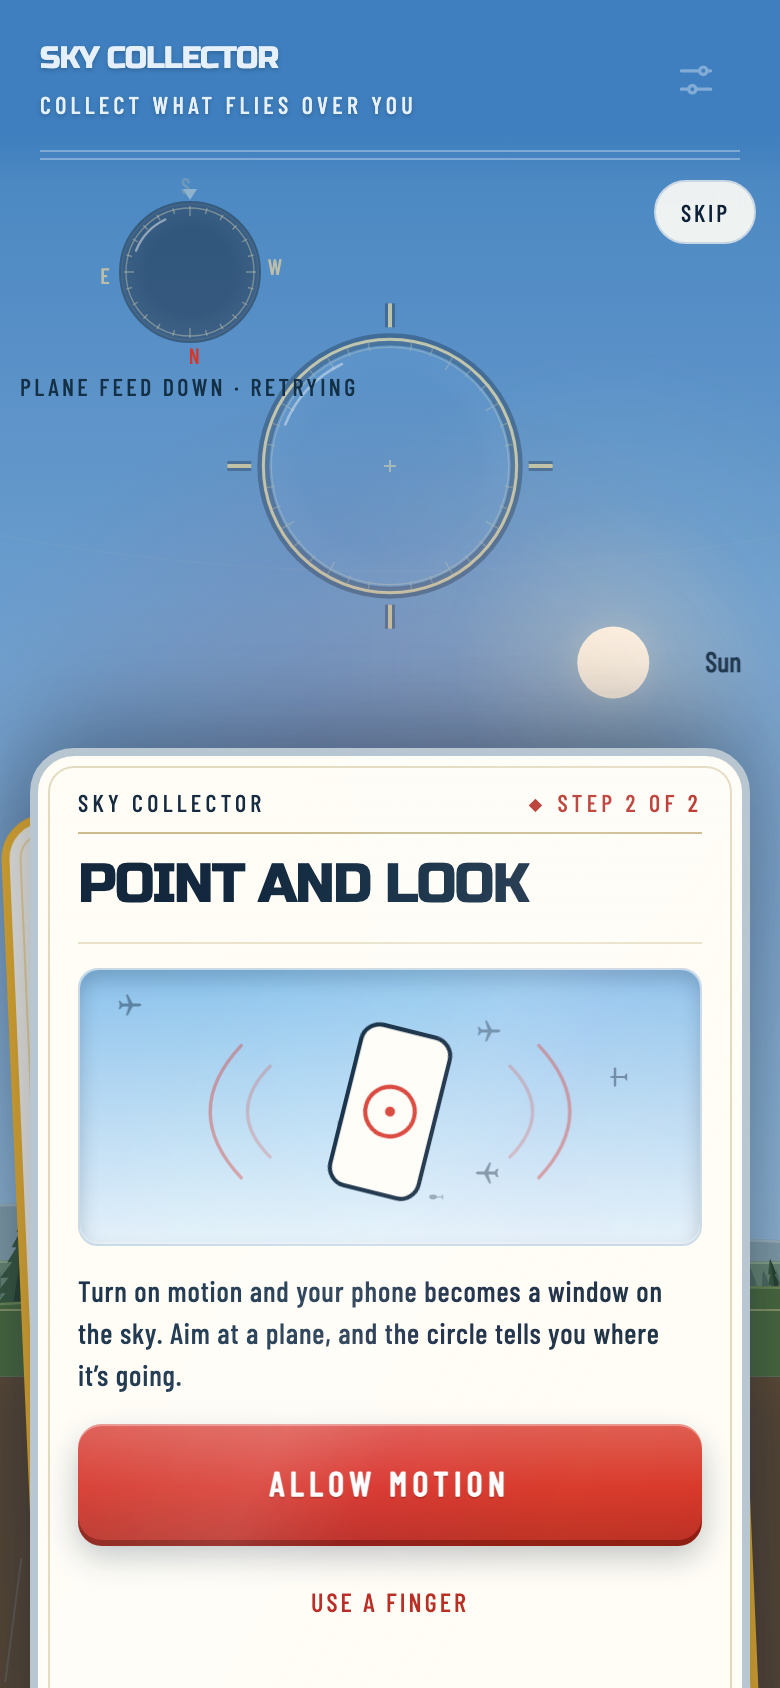 SKY COLLECTOR
COLLECT WHAT FLIES OVER YOU
S
SKIP
E
W
N
PLANE FEED DOWN · RETRYING
Sun
SKY COLLECTOR
◆ STEP 2 OF 2
POINT AND LOOK
Turn on motion and your phone becomes a window on
the sky. Aim at a plane, and the circle tells you where
it’s going.
ALLOW MOTION
USE A FINGER